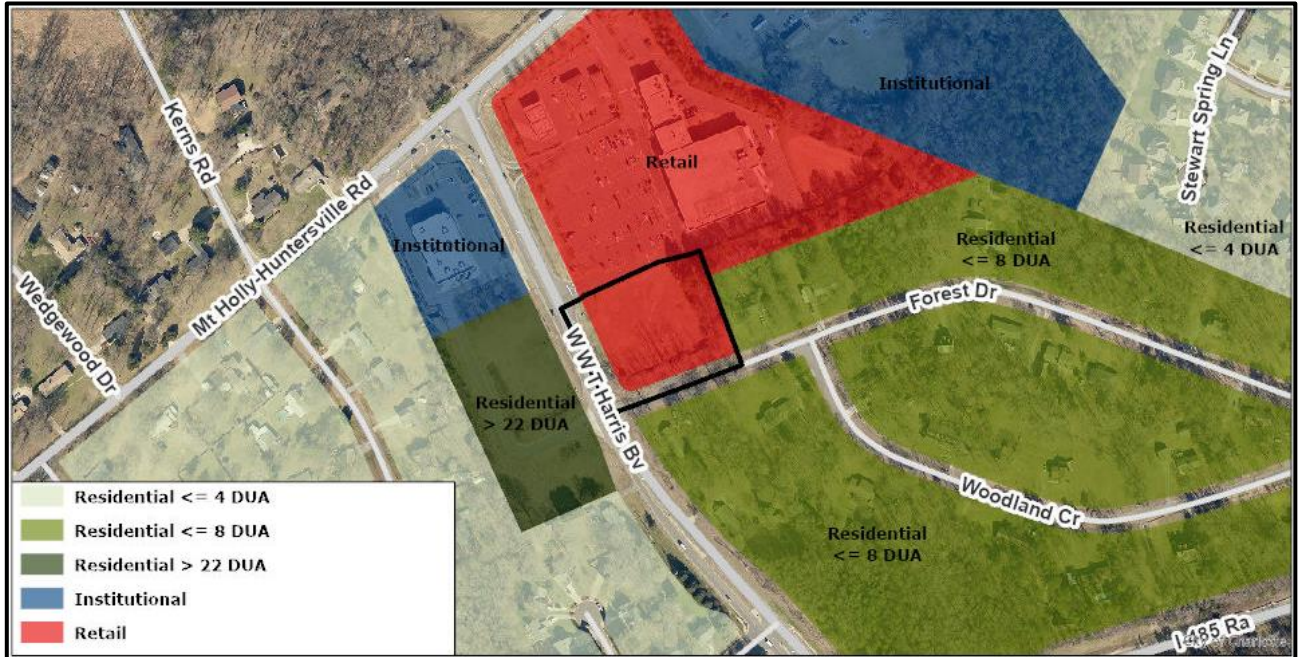 Stewart Spring Ln
Institutional
Kerns Rd
Retail
Mt Holly-Huntersville Rd
Residential
<= 4 DUA
Institutional
Residential
<= 8 DUA
Wedgewood Dr
Forest Dr
W W.T. Harris Bv
Residential
> 22 DUA
Woodland Cr
Residential
<= 8 DUA
Residential <= 4 DUA
Residential <= 8 DUA
Residential > 22 DUA
Institutional
Retail
I-485 Ra